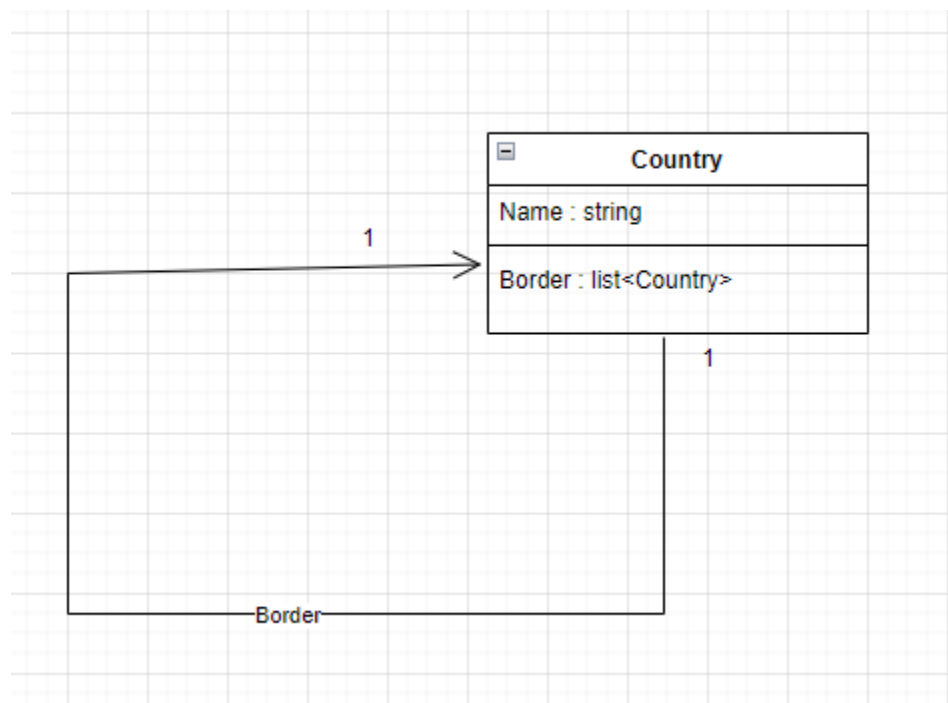 Country
Name : string
1
Border : list<Country>
1
Border